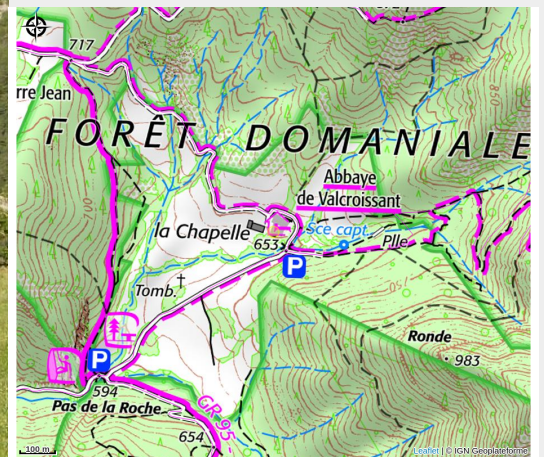 717
rre Jean
FORÊT DOMANIALE
Abbaye
de Valcroissant
la Chapelle
Sce capt.
653
Plle
P
Tomb.
Ronde
983
P
594
Pas de la Roche
GR 95
654
100 m
Leaflet | © IGN Geoplateforme